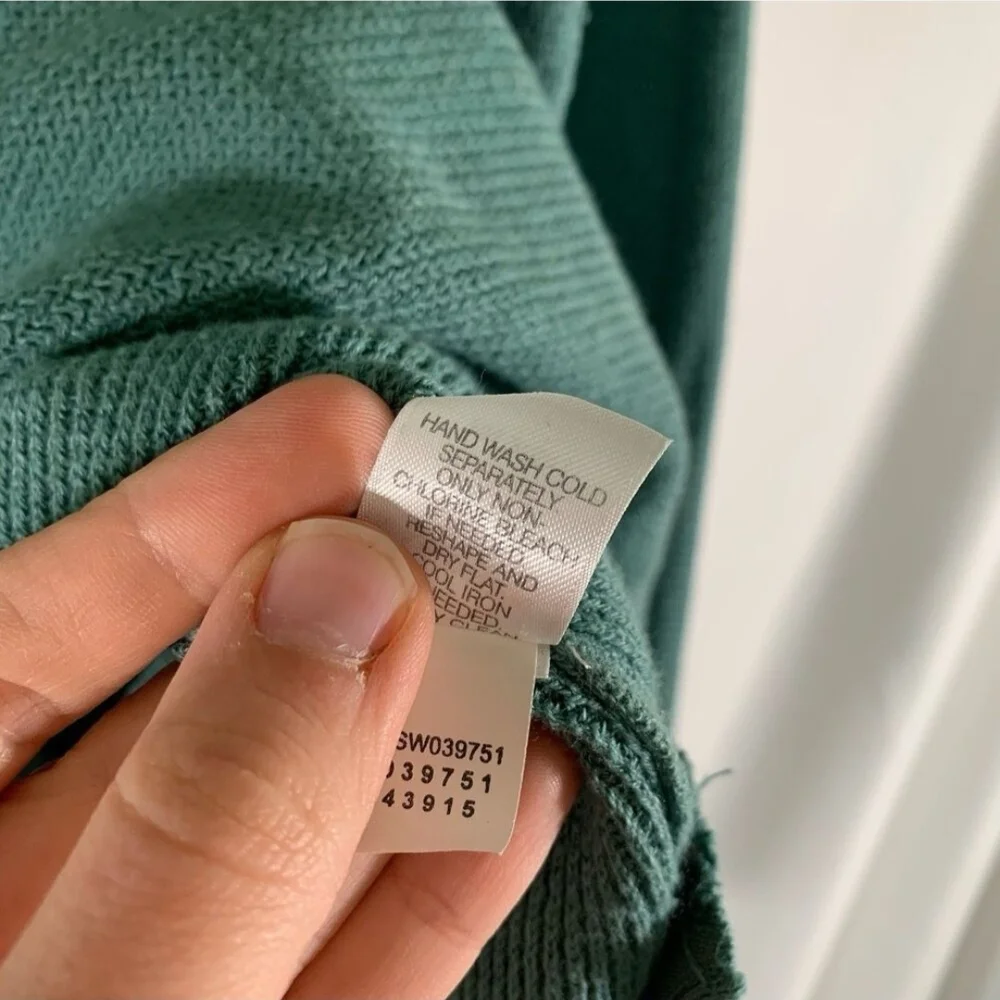 HAND WASH COLD
SEPARATELY
ONLY NON-
CHLORINE BLEACH
IF NEEDED
RESHAPE AND
DRY FLAT.
COOL IRON
NEEDED.
Y CLEAN
SW039751
039751
43915